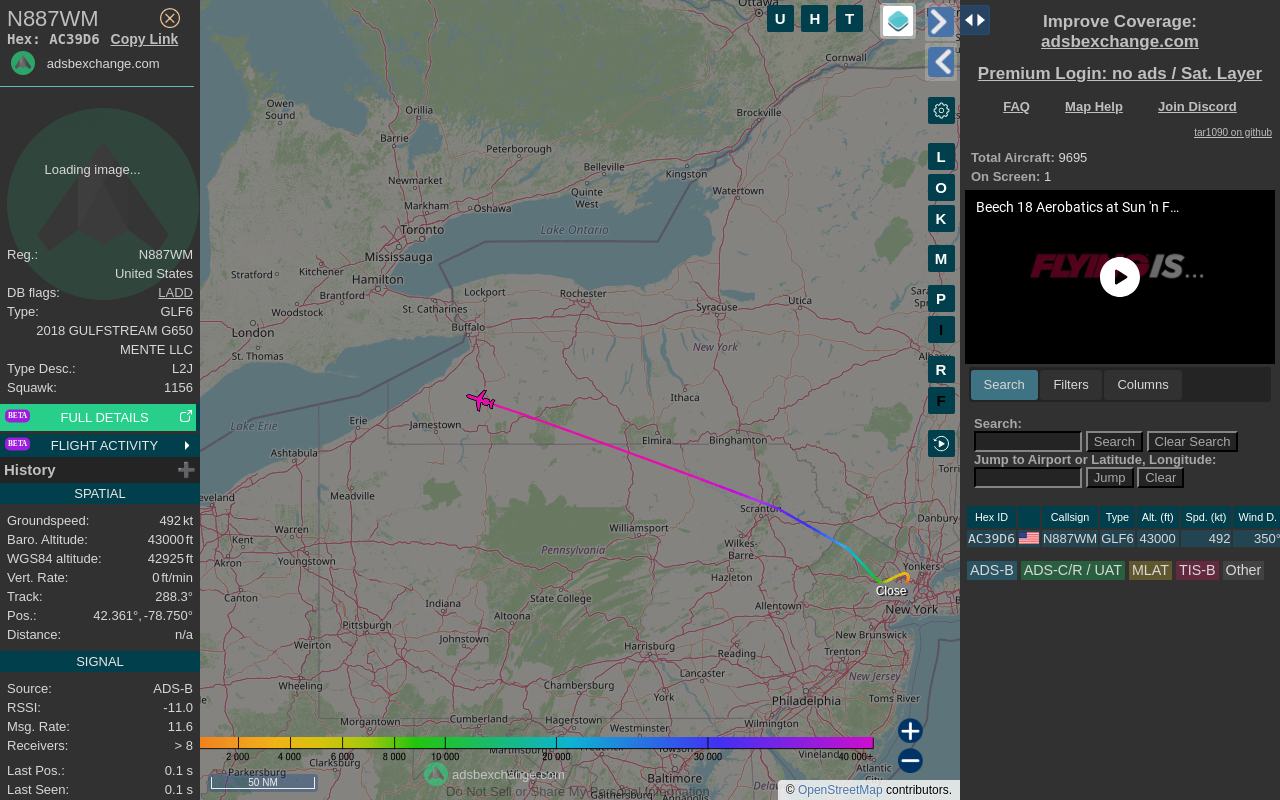 N887WM
Hex: AC39D6 Copy Link
adsbexchange.com
Loading image...
Reg.: N887WM
United States
DB flags: LADD
Type: GLF6
2018 GULFSTREAM G650
MENTE LLC
Type Desc.: L2J
Squawk: 1156
BETA FULL DETAILS
BETA FLIGHT ACTIVITY
History
SPATIAL
Groundspeed: 492 kt
Baro. Altitude: 43000 ft
WGS84 altitude: 42925 ft
Vert. Rate: 0 ft/min
Track: 288.3°
Pos.: 42.361°, -78.750°
Distance: n/a
SIGNAL
Source: ADS-B
RSSI: -11.0
Msg. Rate: 11.6
Receivers: > 8
Last Pos.: 0.1 s
Last Seen: 0.1 s
Ottawa
U H T
Cornwall
Owen
Sound
Orillia
Brockville
Barrie
Peterborough
Belleville
Kingston
Newmarket
Quinte
West
Watertown
Markham
Oshawa
Toronto
Lake Ontario
Mississauga
Stratford
Kitchener
Hamilton
Brantford
Lockport
Rochester
Woodstock
St. Catharines
Syracuse
Utica
London
Buffalo
New York
St. Thomas
Ithaca
Lake Erie
Erie
Jamestown
Elmira
Binghamton
Ashtabula
Meadville
Scranton
Danbury
Warren
Williamsport
Kent
Youngstown
Pennsylvania
Wilkes-
Barre
Akron
Hazleton
Yonkers
Canton
Indiana
State College
Allentown
Close
New York
Altoona
Pittsburgh
Johnstown
New Brunswick
Weirton
Harrisburg
Reading
Trenton
Lancaster
New Jersey
Wheeling
Chambersburg
York
Toms River
Philadelphia
Morgantown
Cumberland
Hagerstown
Westminster
Wilmington
2 000 4 000 6 000 8 000 10 000 20 000 30 000 40 000+
Martinsburg
Vineland
Clarksburg
Parkersburg
adsbexchange.com
Baltimore
Atlantic
City
50 NM
Do Not Sell or Share My Personal Information
Gaithersburg
Annapolis
© OpenStreetMap contributors.
L
O
K
M
P
I
R
F
Improve Coverage:
adsbexchange.com
Premium Login: no ads / Sat. Layer
FAQ Map Help Join Discord
tar1090 on github
Total Aircraft: 9695
On Screen: 1
Beech 18 Aerobatics at Sun 'n F...
FLYING IS...
Search Filters Columns
Search:
Search Clear Search
Jump to Airport or Latitude, Longitude:
Jump Clear
Hex ID Callsign Type Alt. (ft) Spd. (kt) Wind D.
AC39D6 N887WM GLF6 43000 492 350°
ADS-B ADS-C/R / UAT MLAT TIS-B Other